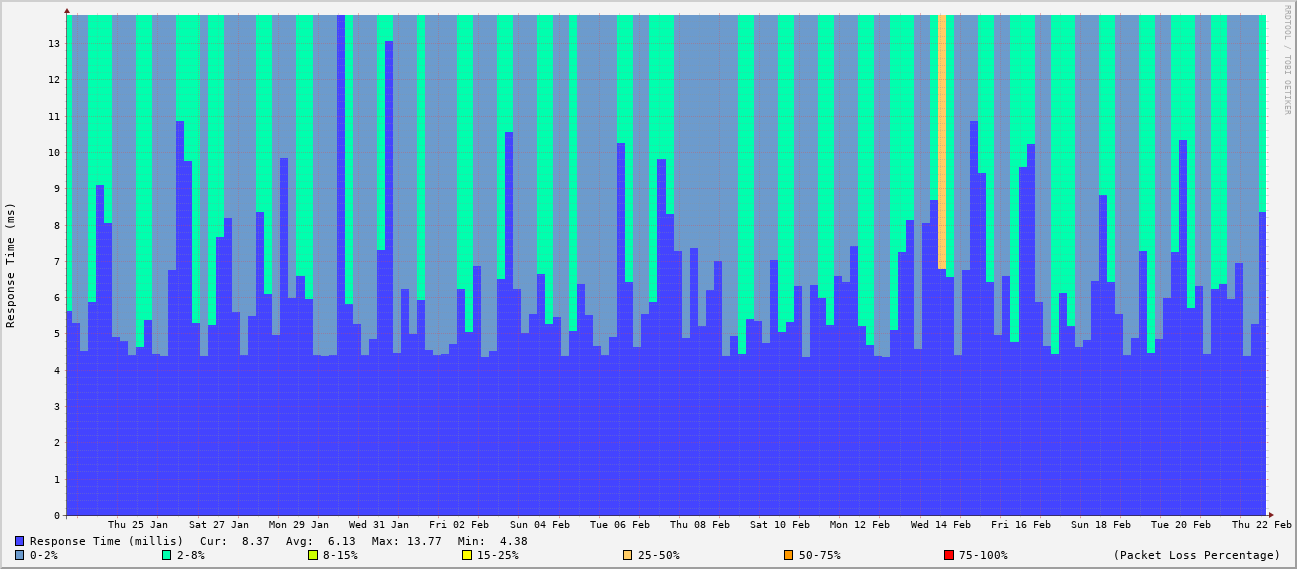 RRDTOOL / TOBI OETIKER
Response Time (ms)
13
12
11
10
9
8
7
6
5
4
3
2
1
0
Thu 25 Jan Sat 27 Jan Mon 29 Jan Wed 31 Jan Fri 02 Feb Sun 04 Feb Tue 06 Feb Thu 08 Feb Sat 10 Feb Mon 12 Feb Wed 14 Feb Fri 16 Feb Sun 18 Feb Tue 20 Feb Thu 22 Feb
Response Time (millis) Cur: 8.37 Avg: 6.13 Max: 13.77 Min: 4.38
0-2% 2-8% 8-15% 15-25% 25-50% 50-75% 75-100% (Packet Loss Percentage)